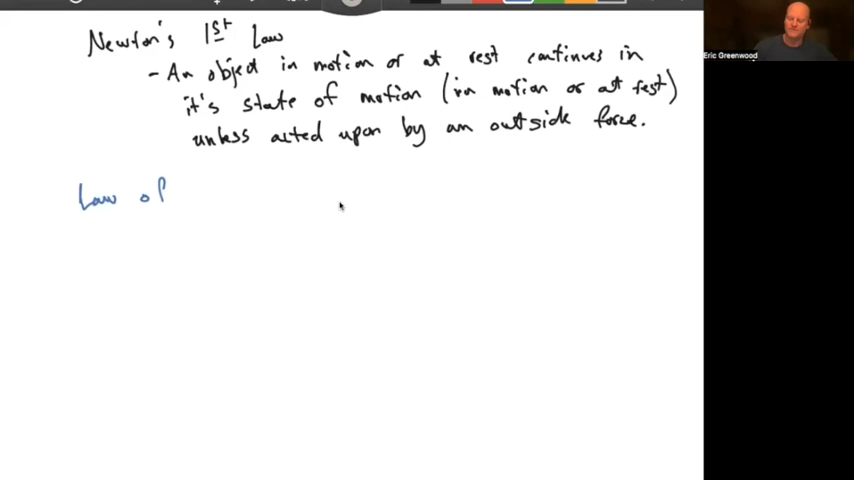 Newton's 1st Law
- An object in motion or at rest continues in
it's state of motion (in motion or at rest)
unless acted upon by an outside force.
Law of
Eric Greenwood